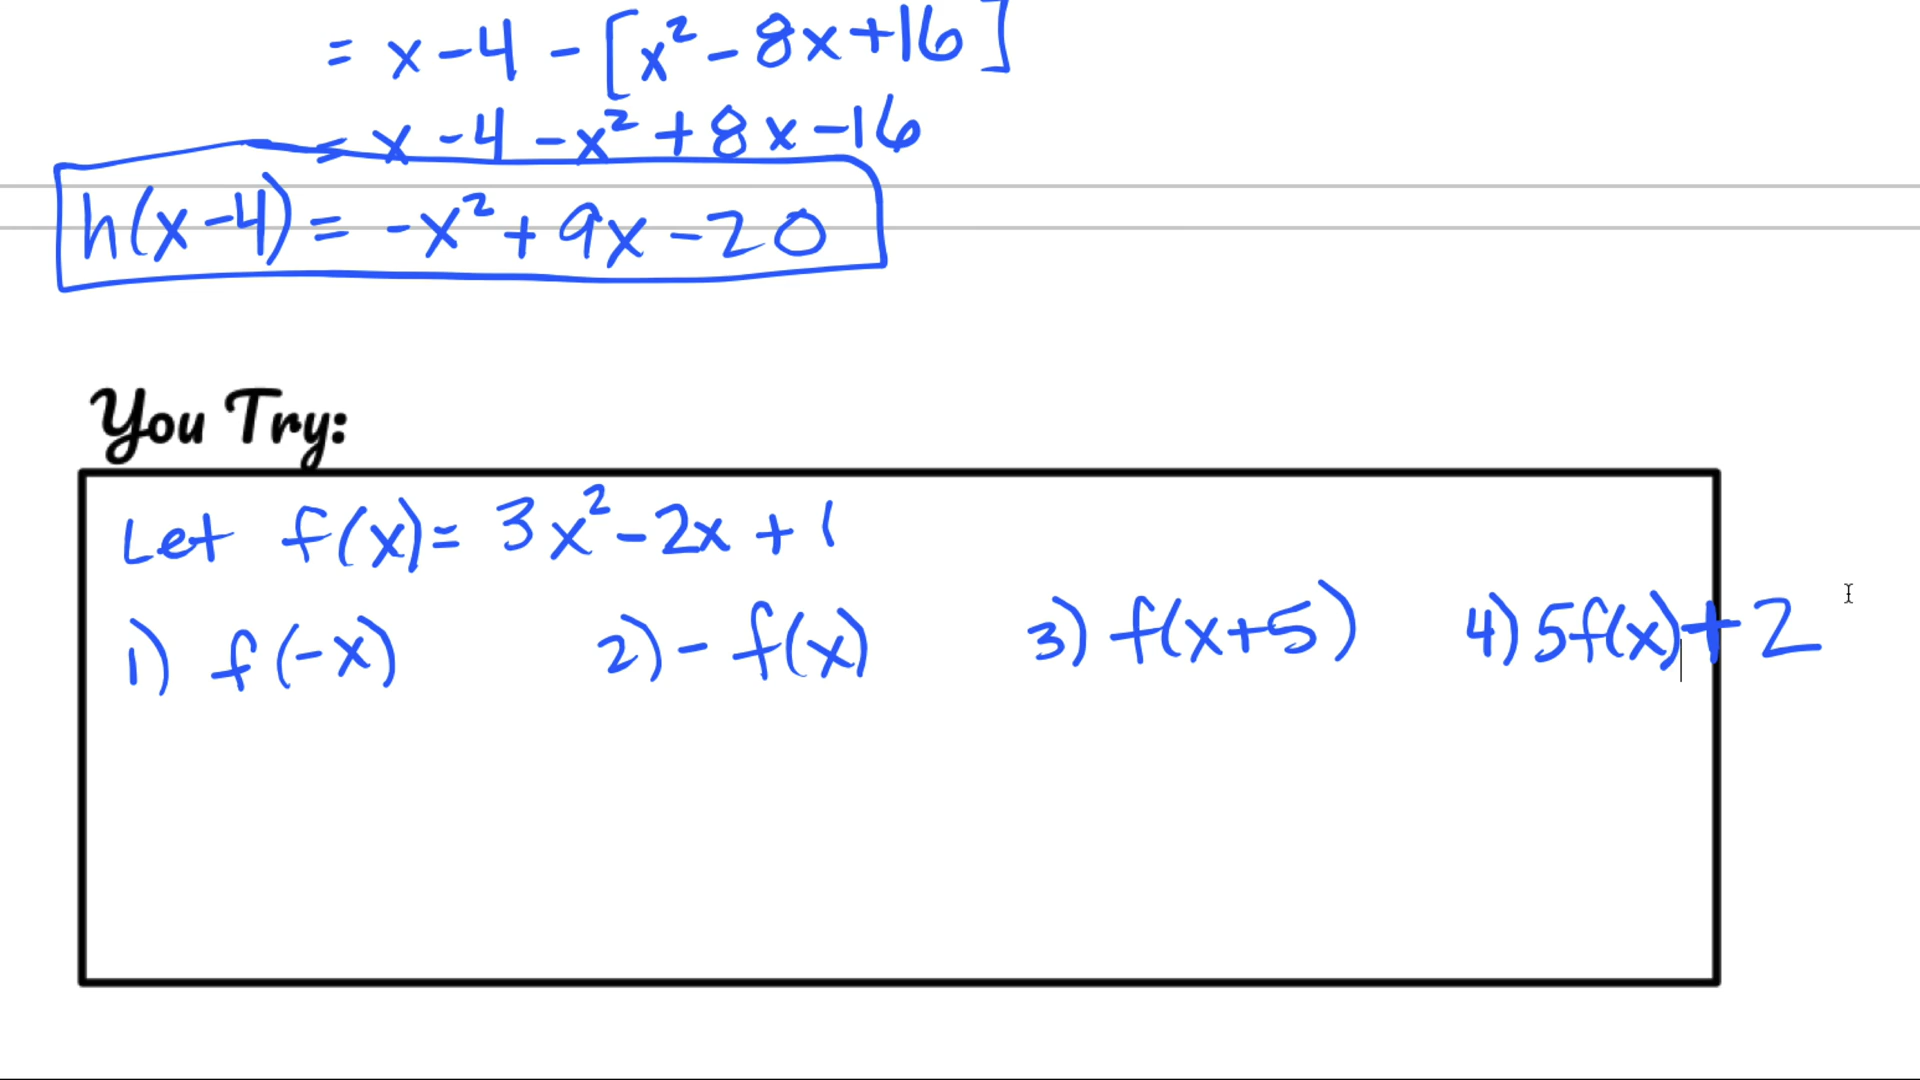 = x-4 - [x² - 8x+16]
= x -4 -x² + 8x -16
h(x-4) = -x² + 9x -20
You Try:
Let f(x) = 3x² - 2x + 1
1) f(-x) 2) - f(x) 3) f(x+5) 4) 5f(x)+2